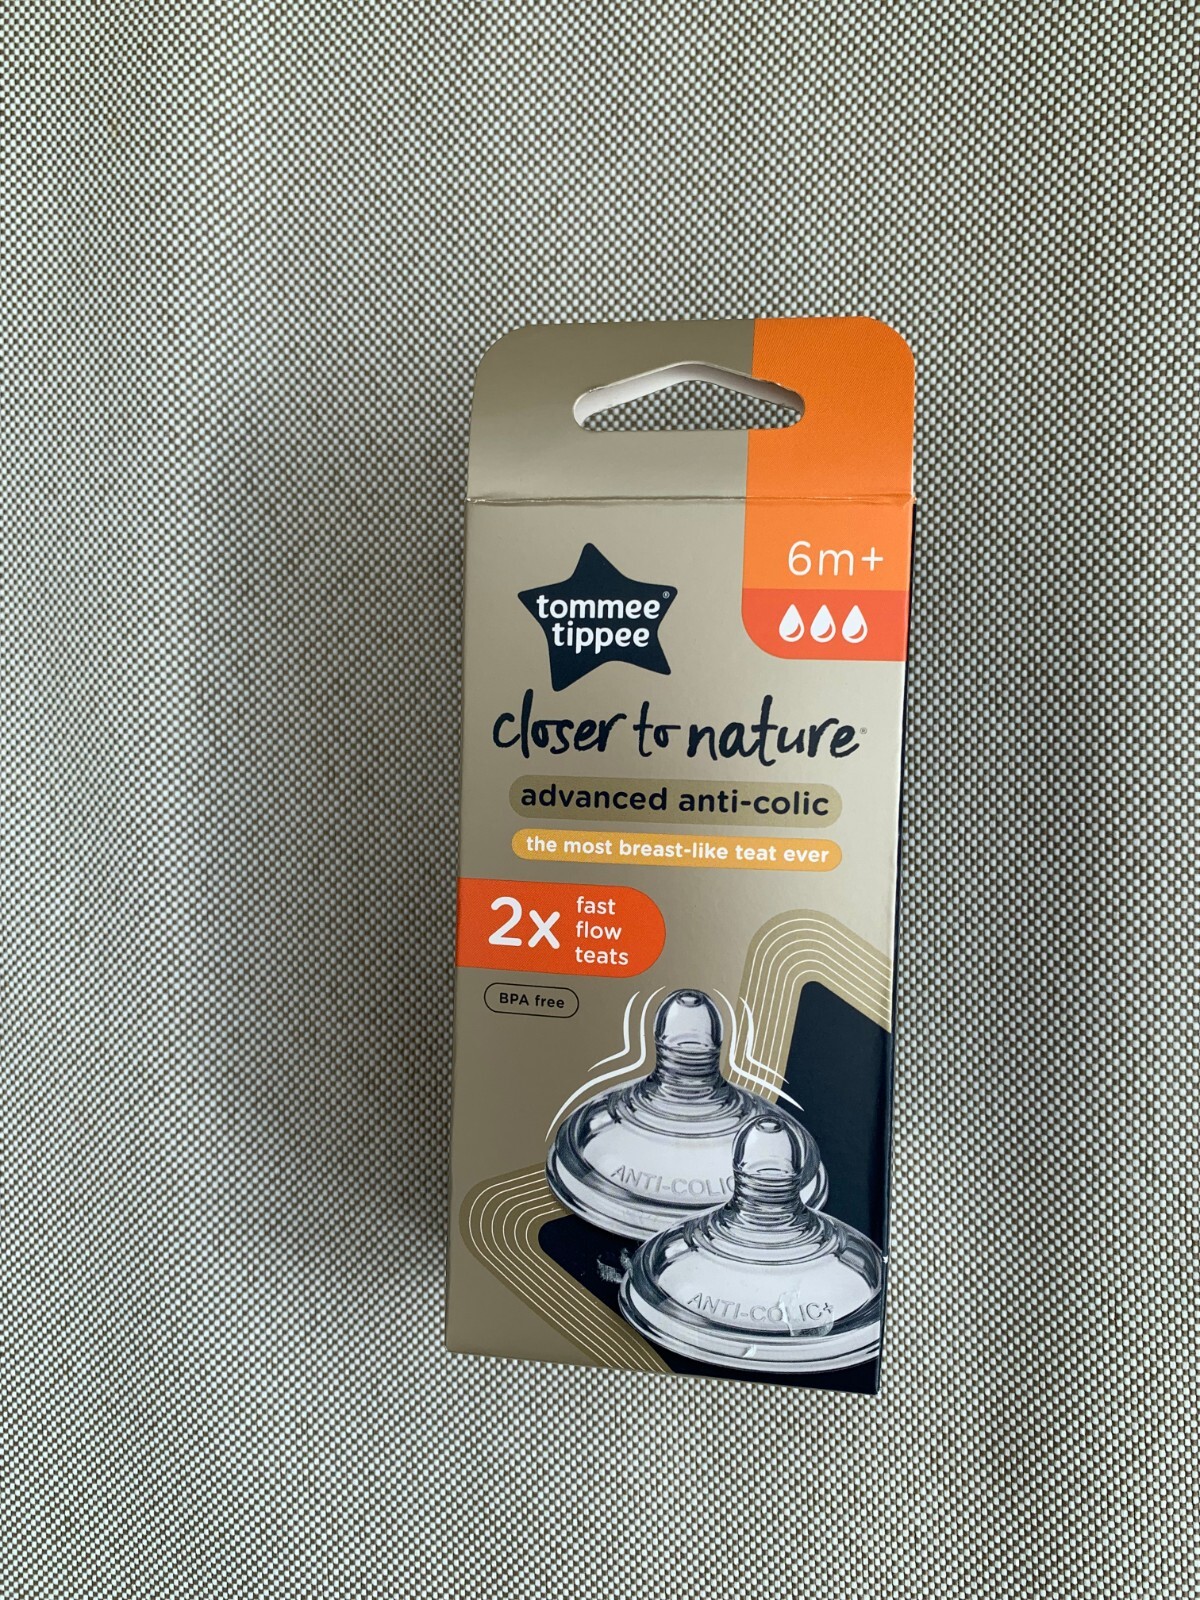 6m+
tommee®
tippee
closer to nature®
advanced anti-colic
the most breast-like teat ever
2x
fast
flow
teats
BPA free
ANTI-COLIC
ANTI-COLIC+